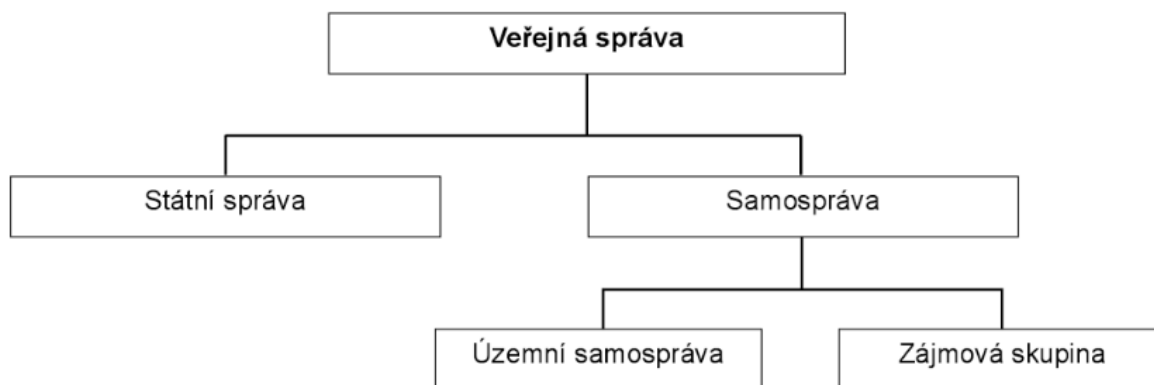 Veřejná správa
Státní správa
Samospráva
Územní samospráva
Zájmová skupina